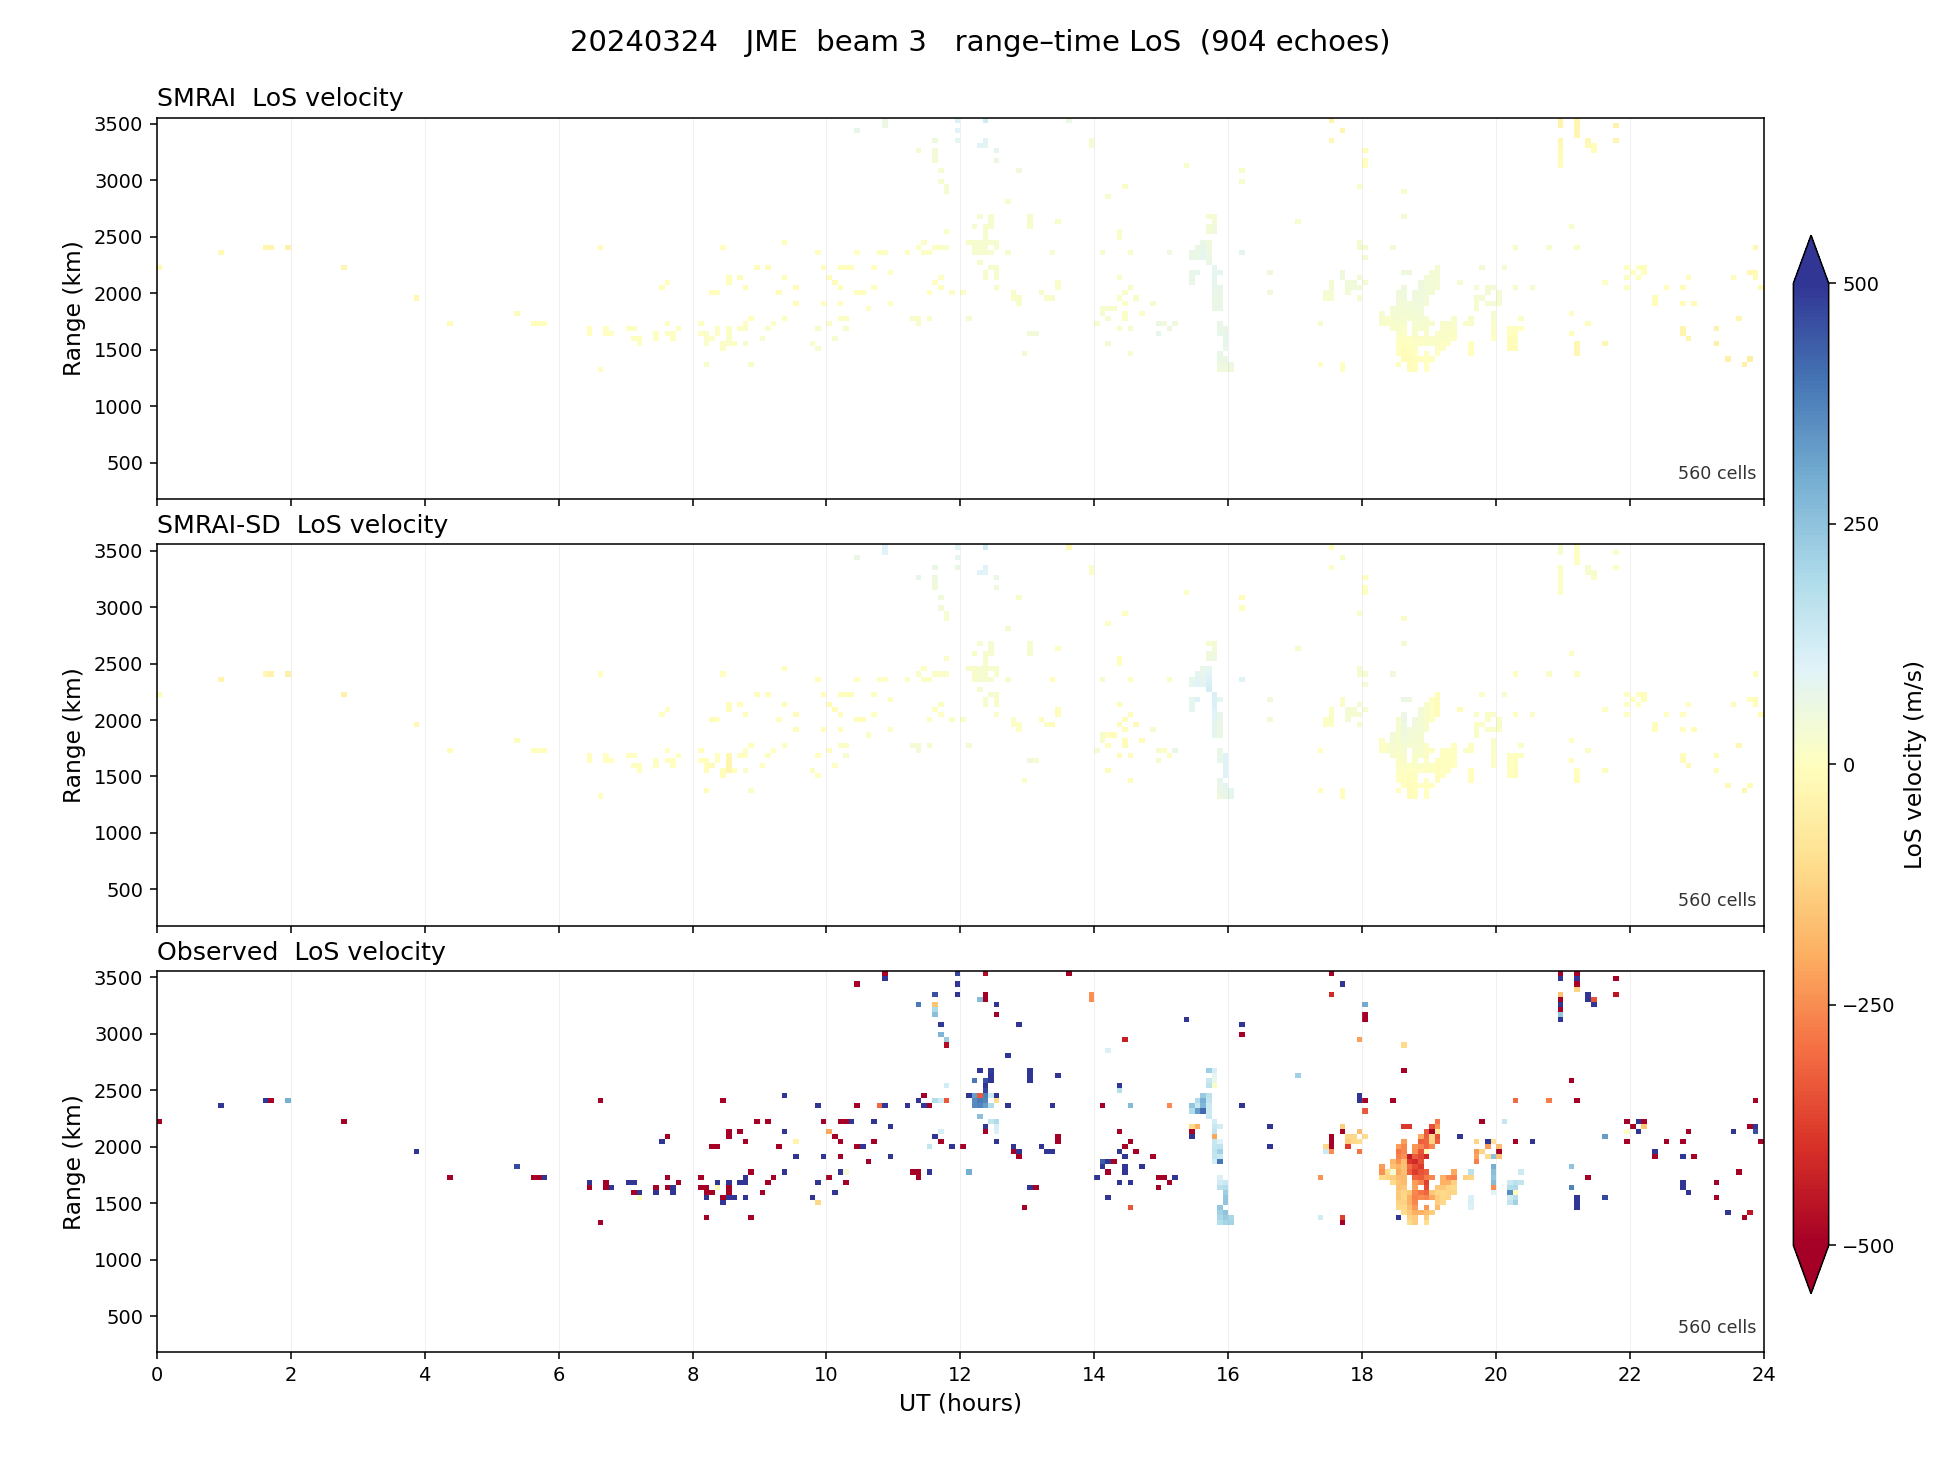 20240324   JME  beam 3   range–time LoS  (904 echoes)
SMRAI  LoS velocity
3500
3000
2500
2000
1500
1000
500
Range (km)
560 cells
SMRAI-SD  LoS velocity
3500
3000
2500
2000
1500
1000
500
Range (km)
560 cells
Observed  LoS velocity
3500
3000
2500
2000
1500
1000
500
Range (km)
560 cells
0 2 4 6 8 10 12 14 16 18 20 22 24
UT (hours)
500
250
0
−250
−500
LoS velocity (m/s)